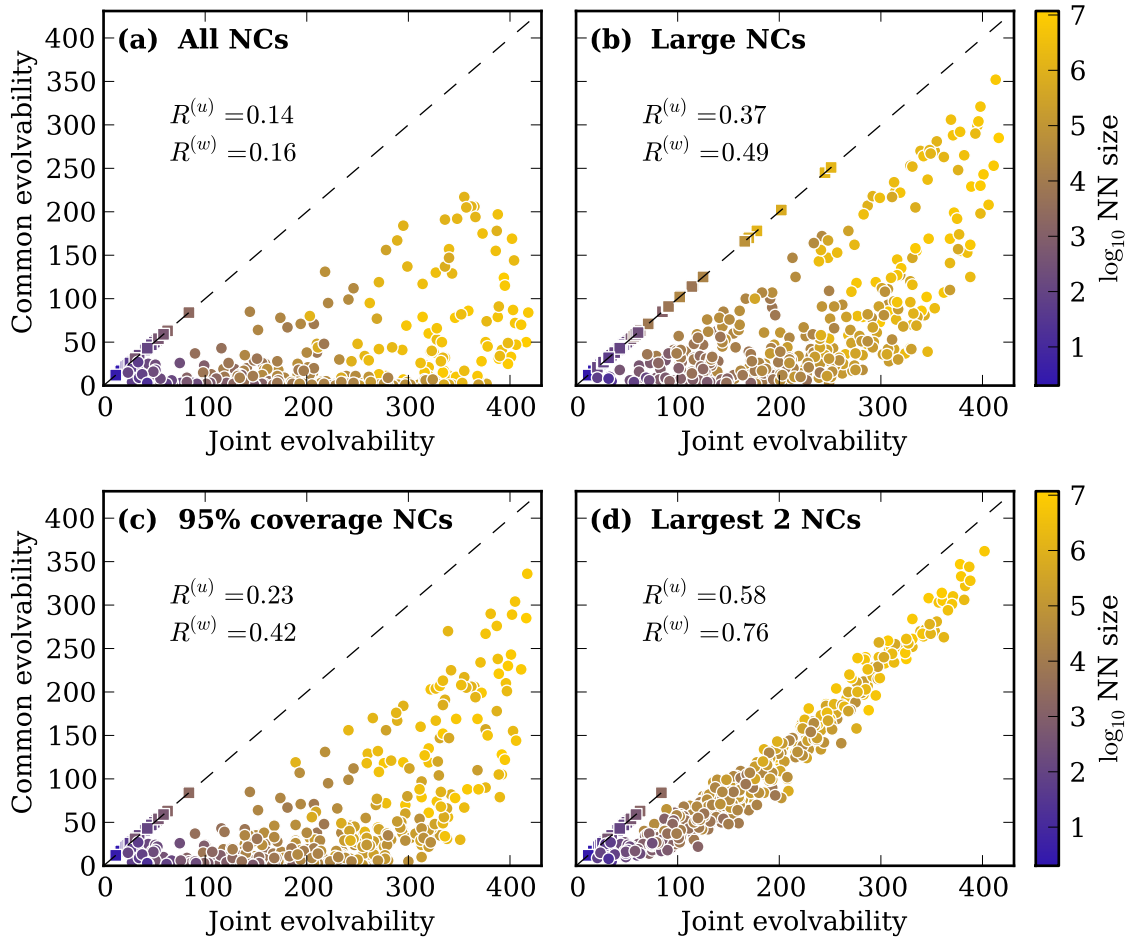 (a) All NCs
R^(u) =0.14
R^(w) =0.16
Common evolvability
400
350
300
250
200
150
100
50
0
0 100 200 300 400
Joint evolvability
(b) Large NCs
R^(u) =0.37
R^(w) =0.49
0 100 200 300 400
Joint evolvability
7
6
5
4
3
2
1
log₁₀ NN size
(c) 95% coverage NCs
R^(u) =0.23
R^(w) =0.42
Common evolvability
400
350
300
250
200
150
100
50
0
0 100 200 300 400
Joint evolvability
(d) Largest 2 NCs
R^(u) =0.58
R^(w) =0.76
0 100 200 300 400
Joint evolvability
7
6
5
4
3
2
1
log₁₀ NN size